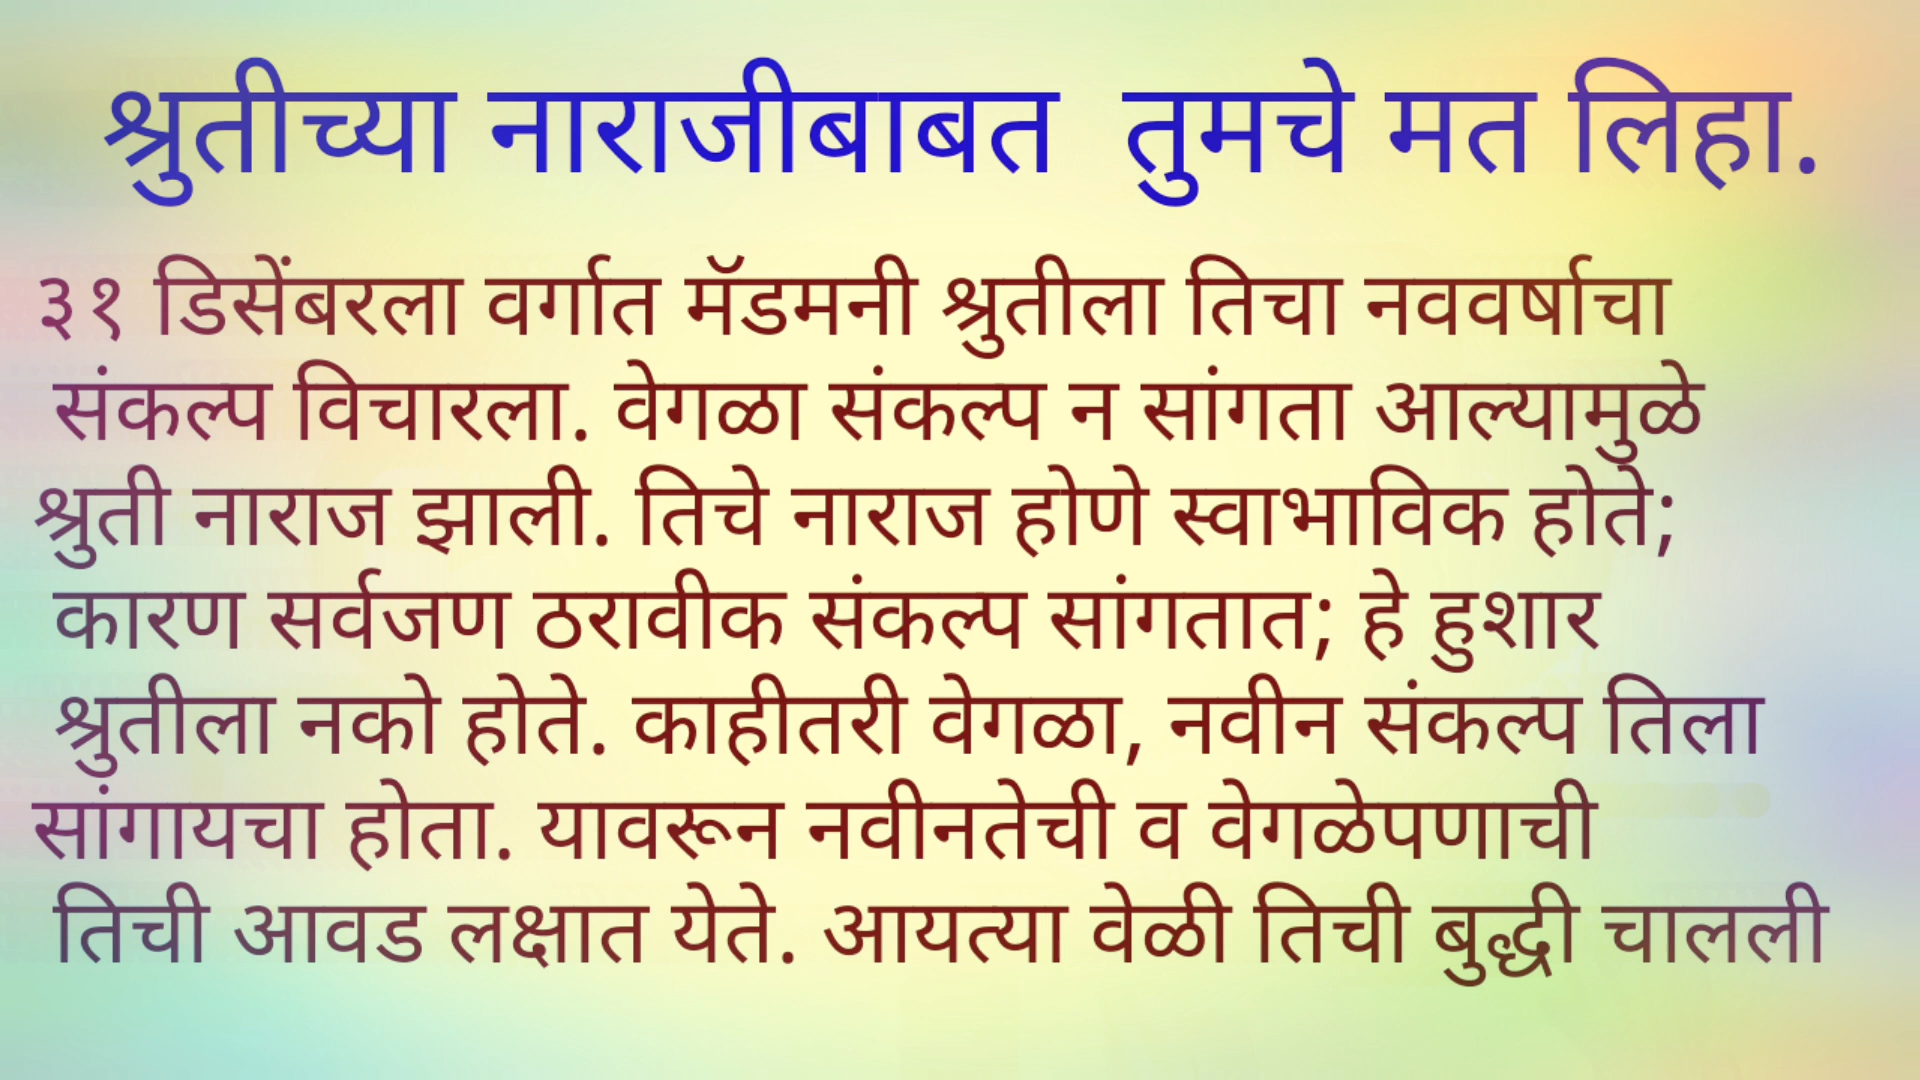 श्रुतीच्या नाराजीबाबत तुमचे मत लिहा.
३१ डिसेंबरला वर्गात मॅडमनी श्रुतीला तिचा नववर्षाचा
संकल्प विचारला. वेगळा संकल्प न सांगता आल्यामुळे
श्रुती नाराज झाली. तिचे नाराज होणे स्वाभाविक होते;
कारण सर्वजण ठरावीक संकल्प सांगतात; हे हुशार
श्रुतीला नको होते. काहीतरी वेगळा, नवीन संकल्प तिला
सांगायचा होता. यावरून नवीनतेची व वेगळेपणाची
तिची आवड लक्षात येते. आयत्या वेळी तिची बुद्धी चालली